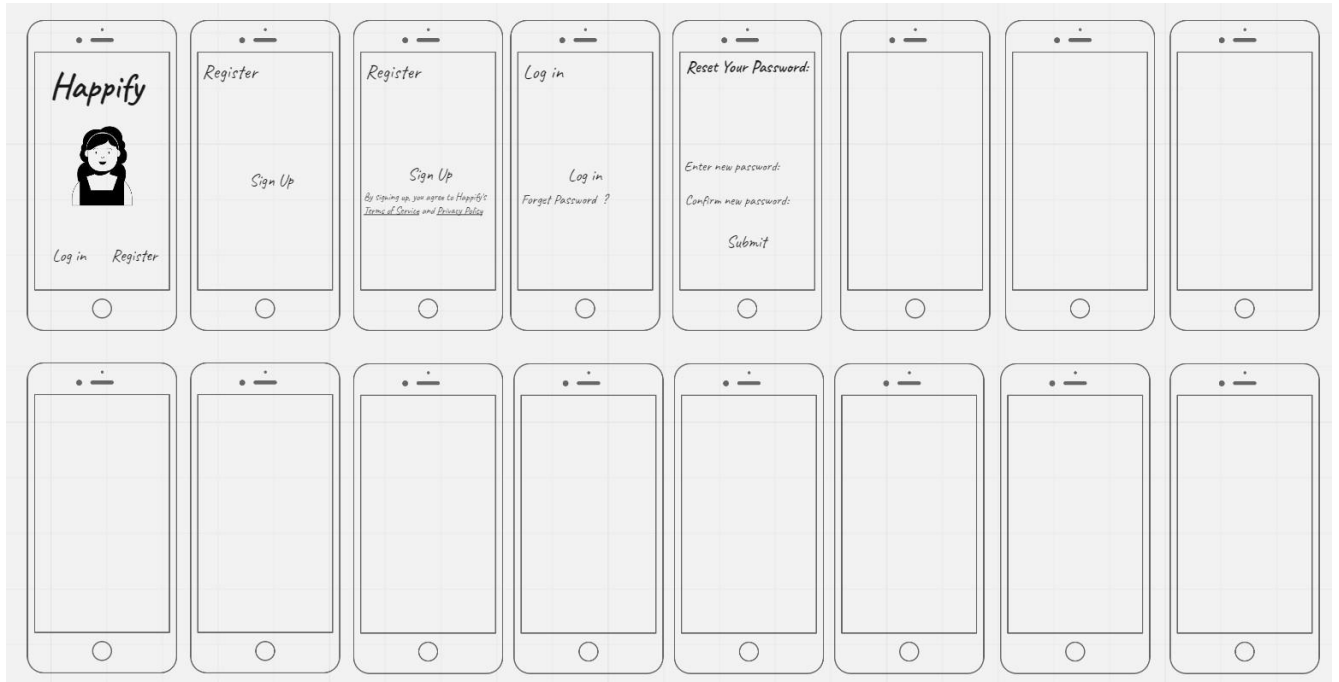 Happify
Log in Register
Register
Sign Up
Register
Sign Up
By signing up, you agree to Happify's
Terms of Service and Privacy Policy
Log in
Log in
Forget Password ?
Reset Your Password:
Enter new password:
Confirm new password:
Submit